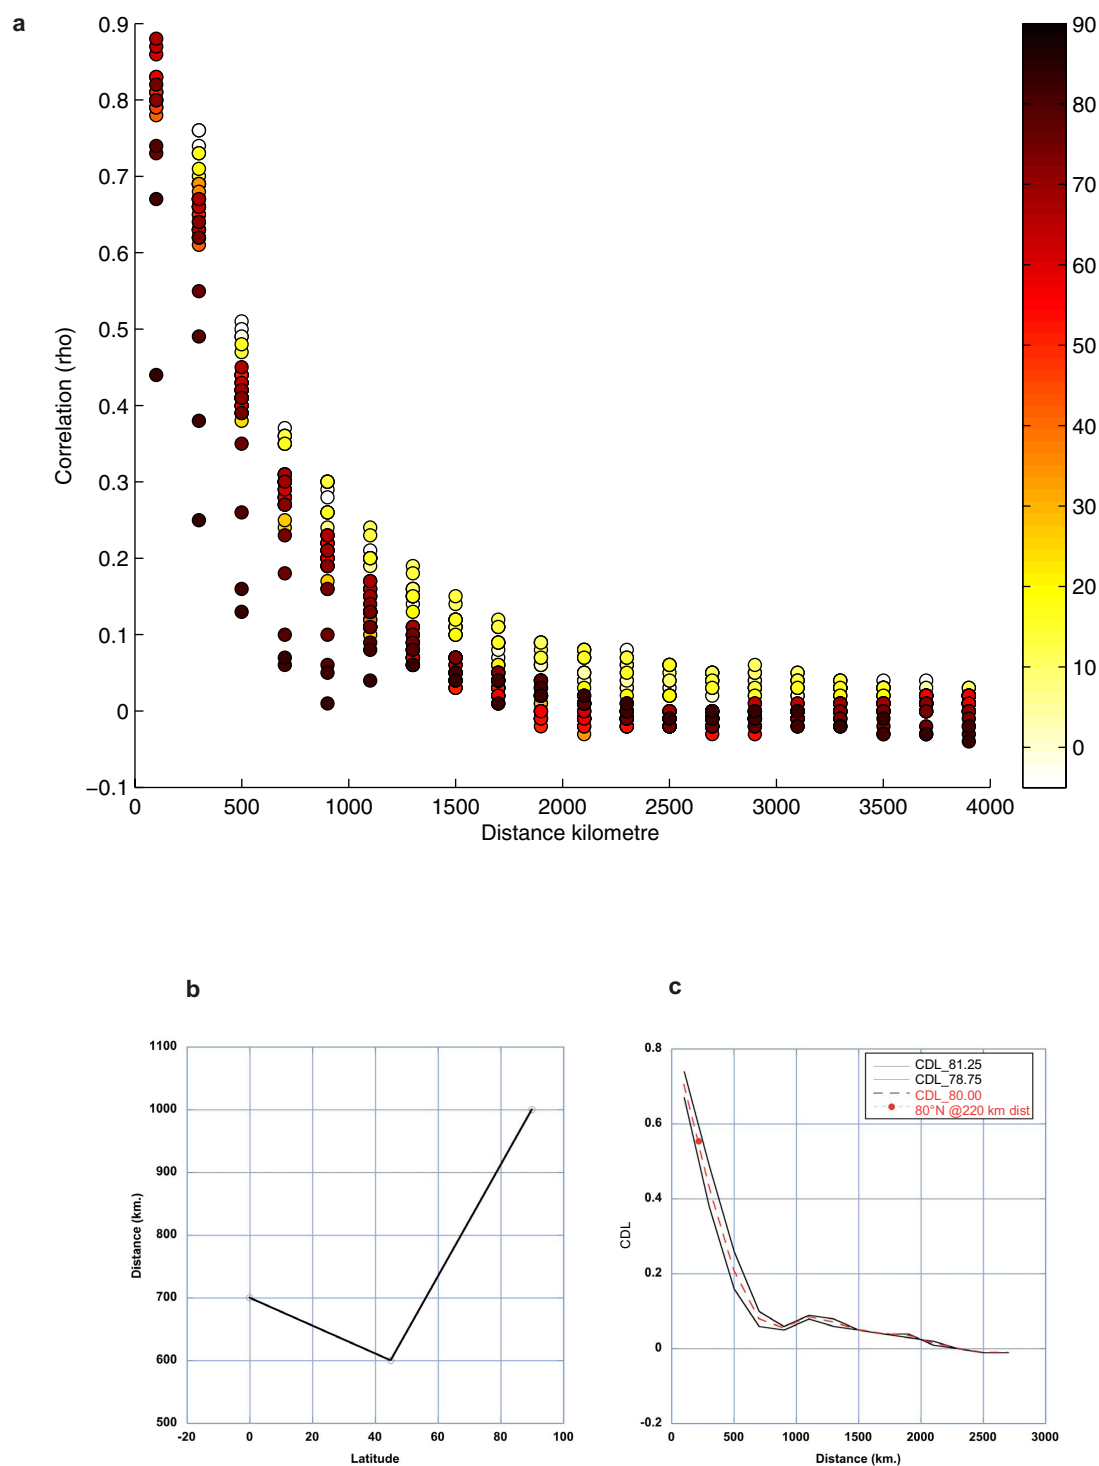 a
0.9
0.8
0.7
0.6
0.5
0.4
0.3
0.2
0.1
0
−0.1
Correlation (rho)
0 500 1000 1500 2000 2500 3000 3500 4000
Distance kilometre
90
80
70
60
50
40
30
20
10
0
b
1100
1000
900
800
700
600
500
Distance (km.)
-20 0 20 40 60 80 100
Latitude
c
0.8
0.6
0.4
0.2
0
-0.2
CDL
CDL_81.25
CDL_78.75
CDL_80.00
80°N @220 km dist
0 500 1000 1500 2000 2500 3000
Distance (km.)